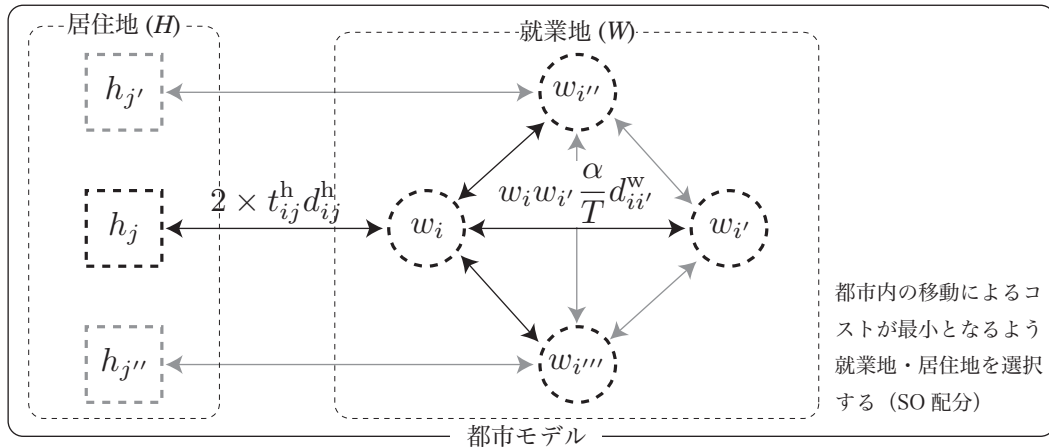 居住地 (H)
就業地 (W)
h_{j'}
w_{i''}
h_j
2 × t^h_{ij} d^h_{ij}
w_i
w_i w_{i'} \frac{α}{T} d^w_{ii'}
w_{i'}
h_{j''}
w_{i'''}
都市内の移動によるコ
ストが最小となるよう
就業地・居住地を選択
する（SO 配分）
都市モデル